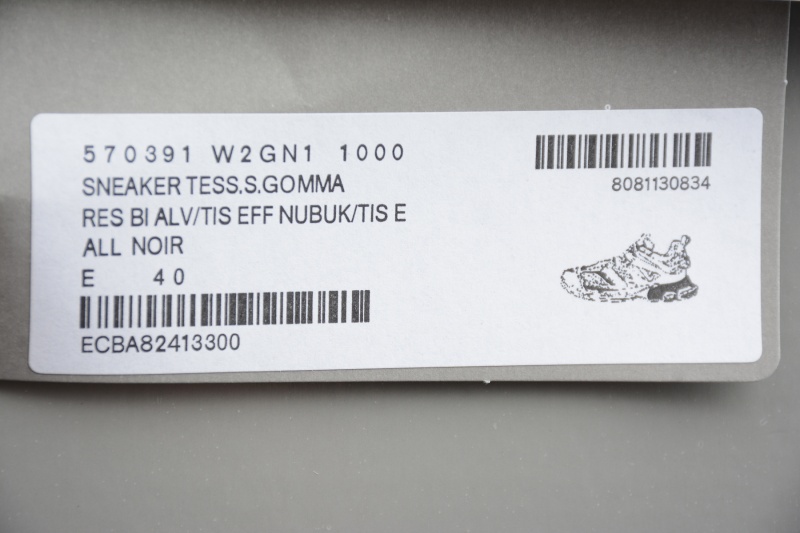 570391 W2GN1 1000
SNEAKER TESS.S.GOMMA
RES BI ALV/TIS EFF NUBUK/TIS E
ALL NOIR
E 40
ECBA82413300
8081130834